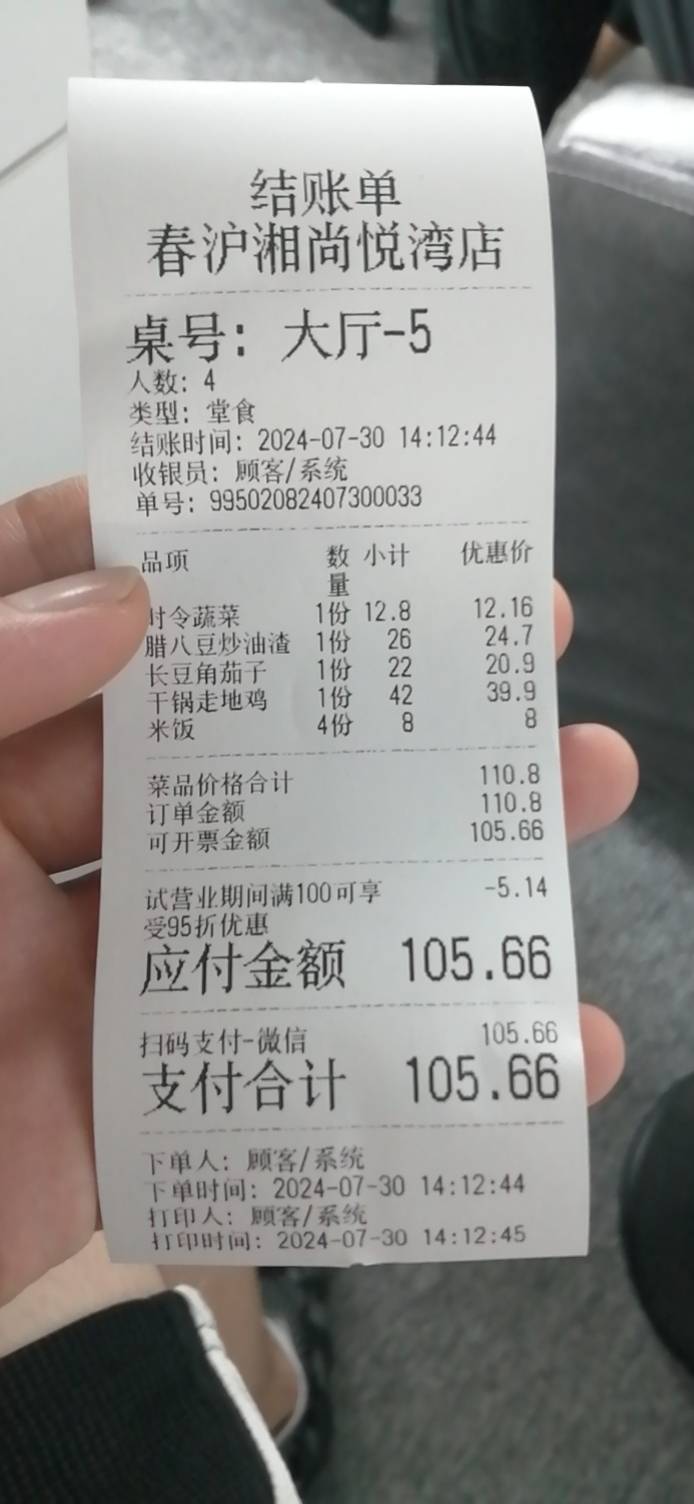 结账单
春沪湘尚悦湾店
桌号: 大厅-5
人数: 4
类型: 堂食
结账时间: 2024-07-30 14:12:44
收银员: 顾客/系统
单号: 99502082407300033
品项 数量 小计 优惠价
时令蔬菜 1份 12.8 12.16
腊八豆炒油渣 1份 26 24.7
长豆角茄子 1份 22 20.9
干锅走地鸡 1份 42 39.9
米饭 4份 8 8
菜品价格合计 110.8
订单金额 110.8
可开票金额 105.66
试营业期间满100可享 -5.14
受95折优惠
应付金额 105.66
扫码支付-微信 105.66
支付合计 105.66
下单人: 顾客/系统
下单时间: 2024-07-30 14:12:44
打印人: 顾客/系统
打印时间: 2024-07-30 14:12:45